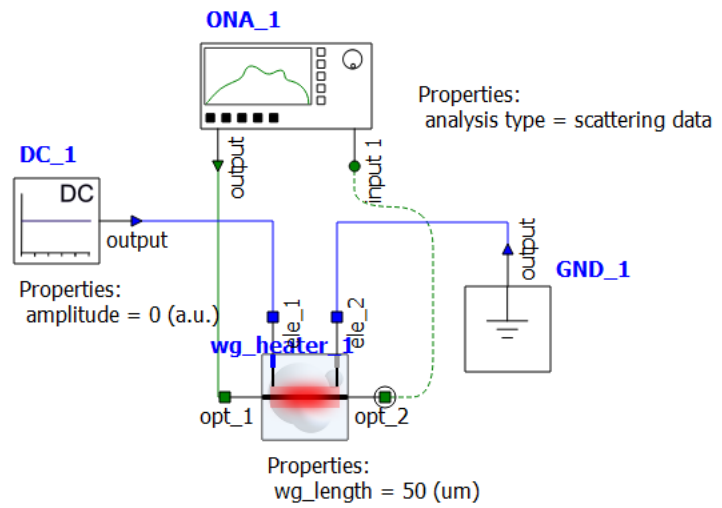 ONA_1
Properties:
analysis type = scattering data
output
input 1
DC_1
DC
output
Properties:
amplitude = 0 (a.u.)
output
GND_1
ele_1
ele_2
wg_heater_1
opt_1
opt_2
Properties:
wg_length = 50 (um)